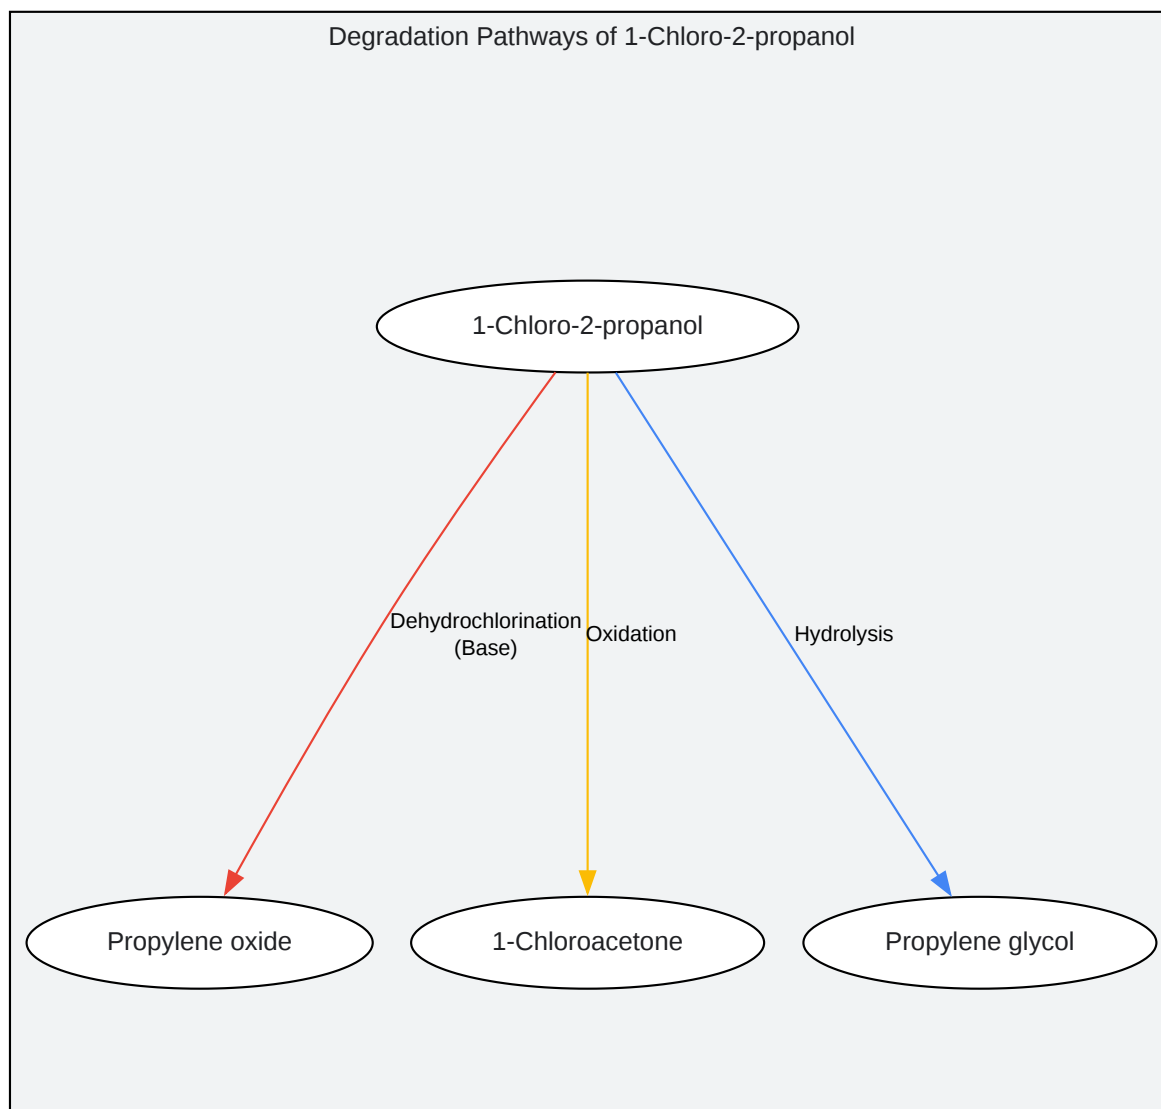 Degradation Pathways of 1-Chloro-2-propanol
1-Chloro-2-propanol
Dehydrochlorination
(Base)
Oxidation
Hydrolysis
Propylene oxide
1-Chloroacetone
Propylene glycol